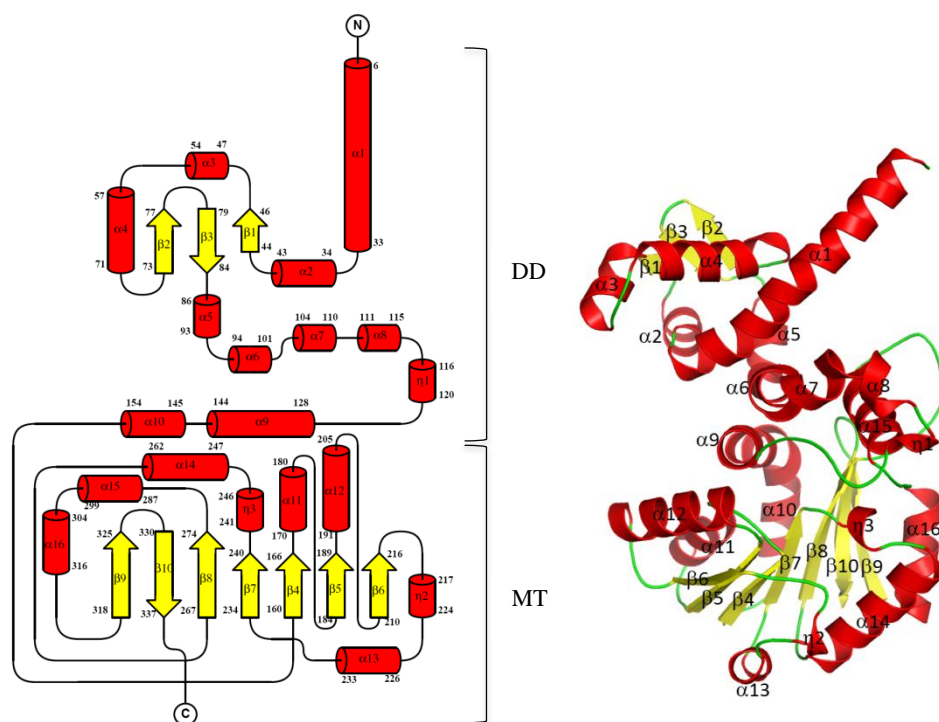 N
6
α1
33
54 47
α3
57
α4
71
77
β2
73
79
β3
84
46
β1
44
43 34
α2
86
α5
93
94 101
α6
104 110
α7
111 115
α8
116
η1
120
154 145
α10
144 128
α9
262 247
α14
299 287
α15
304
α16
316
325
β9
318
330
β10
337
274
β8
267
246
η3
241
240
β7
234
180
α11
170
166
β4
160
205
α12
191
189
β5
184
216
β6
210
217
η2
224
233 226
α13
C
DD
MT
β3
β2
α1
β1
α4
α3
α2
α5
α6
α7
α8
α9
α15
η1
α12
α10
η3
α16
α11
β8
β7
β6
β10
β9
β5
β4
α14
η2
α13